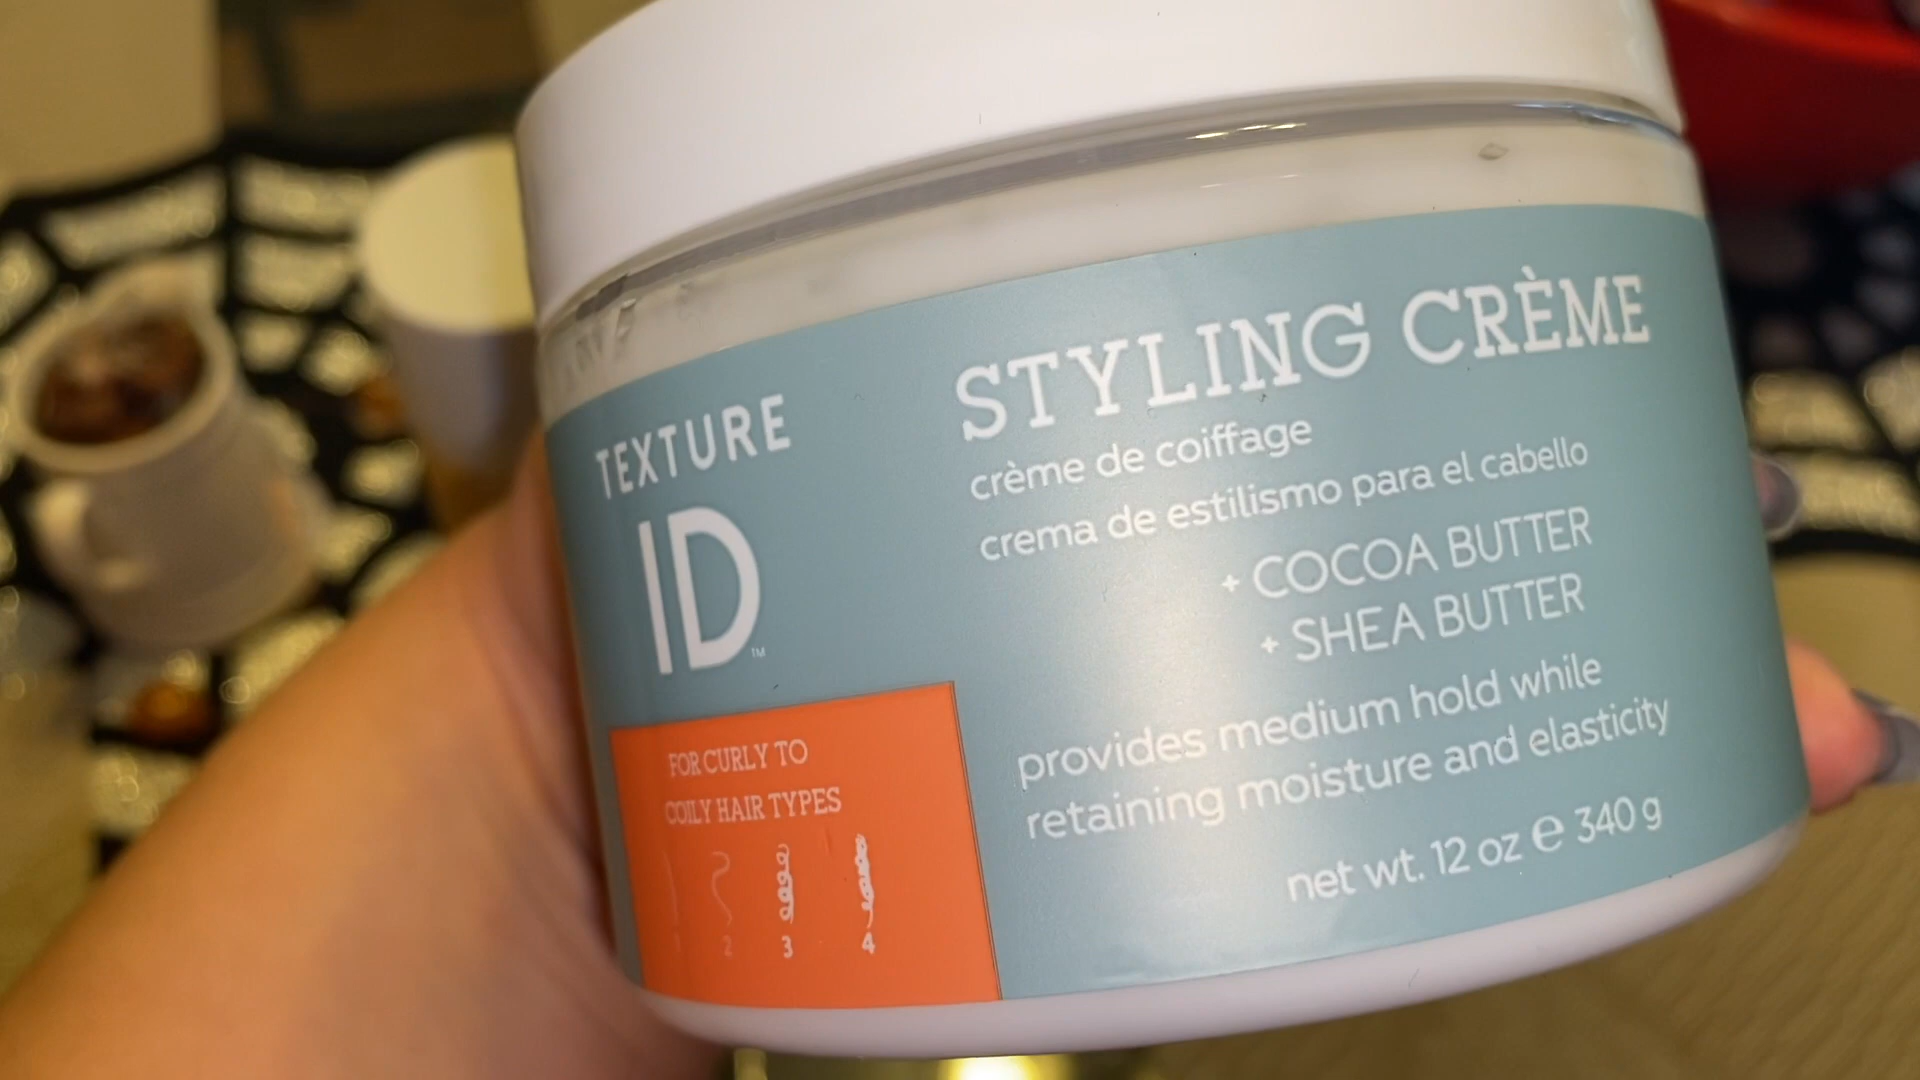 TEXTURE
ID™
STYLING CRÈME
crème de coiffage
crema de estilismo para el cabello
+ COCOA BUTTER
+ SHEA BUTTER
provides medium hold while
retaining moisture and elasticity
net wt. 12 oz ℮ 340 g
FOR CURLY TO
COILY HAIR TYPES
1 2 3 4